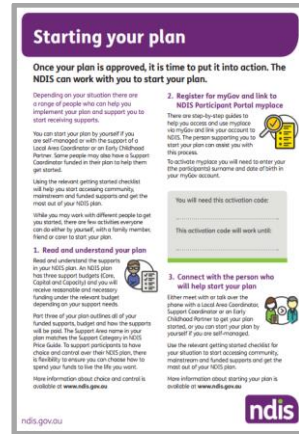 Starting your plan
Once your plan is approved, it is time to put it into action. The
NDIS can work with you to start your plan.
Depending on your situation there are
a range of people who can help you
implement your plan and support you to
start receiving supports.
You can start your plan by yourself if you
are self-managed or with the support of a
Local Area Coordinator or an Early Childhood
Partner. Some people may also have a Support
Coordinator funded in their plan to help them
get started.
Using the relevant getting started checklist
will help you start accessing community,
mainstream and funded supports and get the
most out of your NDIS plan.
While you may work with different people to get
you started, there are few activities everyone
can do either by yourself, with a family member,
friend or carer to start your plan.
1. Read and understand your plan
Read and understand the supports
in your NDIS plan. An NDIS plan
has three support budgets (Core,
Capital and Capacity) and you will
receive reasonable and necessary
funding under the relevant budget
depending on your support needs.
Part three of your plan outlines all of your
funded supports, budget and how the supports
will be paid. The Support Area name in your
plan matches the Support Category in NDIS
Price Guide. To support participants to have
choice and control over their NDIS plan, there
is flexibility to ensure you can choose how to
spend your funds to live the life you want.
More information about choice and control is
available at www.ndis.gov.au
2. Register for myGov and link to
NDIS Participant Portal myplace
There are step-by-step guides to
help you access and use myplace
via myGov and link your account to
NDIS. The person supporting you to
start your plan can assist you with
this process.
To activate myplace you will need to enter your
(the participants) surname and date of birth in
your myGov account.
You will need this activation code:
This activation code will work until:
3. Connect with the person who
will help start your plan
Either meet with or talk over the
phone with a Local Area Coordinator,
Support Coordinator or an Early
Childhood Partner to get your plan
started, or you can start your plan by
yourself if you are self-managed.
Use the relevant getting started checklist for
your situation to start accessing community,
mainstream and funded supports and get the
most out of your NDIS plan.
More information about starting your plan is
available at www.ndis.gov.au
ndis.gov.au
ndis